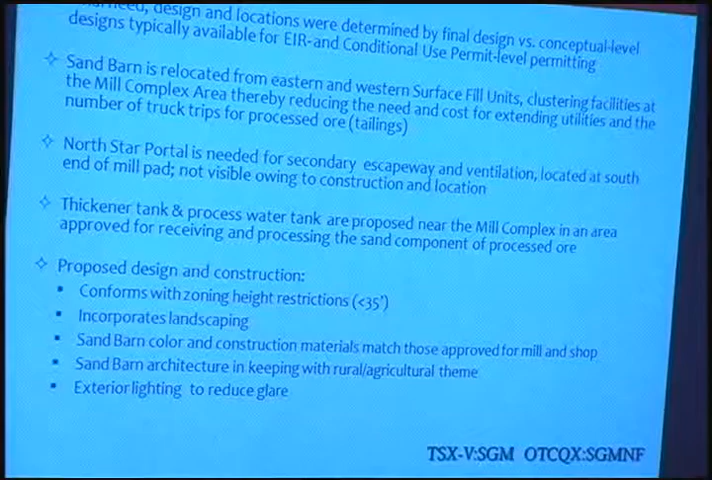 need, design and locations were determined by final design vs. conceptual-level
designs typically available for EIR-and Conditional Use Permit-level permitting
Sand Barn is relocated from eastern and western Surface Fill Units, clustering facilities at
the Mill Complex Area thereby reducing the need and cost for extending utilities and the
number of truck trips for processed ore (tailings)
North Star Portal is needed for secondary escapeway and ventilation, located at south
end of mill pad; not visible owing to construction and location
Thickener tank & process water tank are proposed near the Mill Complex in an area
approved for receiving and processing the sand component of processed ore
Proposed design and construction:
Conforms with zoning height restrictions (<35')
Incorporates landscaping
Sand Barn color and construction materials match those approved for mill and shop
Sand Barn architecture in keeping with rural/agricultural theme
Exterior lighting to reduce glare
TSX-V:SGM OTCQX:SGMNF